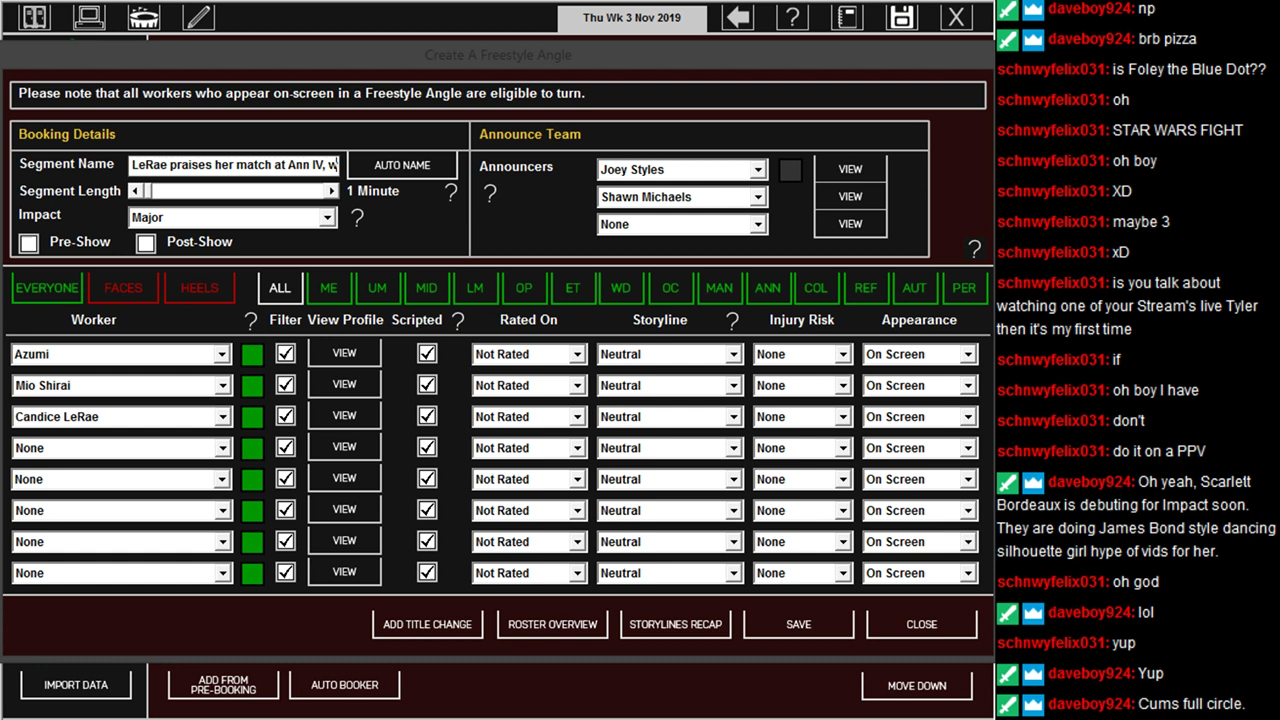 Thu Wk 3 Nov 2019
?
X
Create A Freestyle Angle
Please note that all workers who appear on-screen in a Freestyle Angle are eligible to turn.
Booking Details
Segment Name LeRae praises her match at Ann IV, w AUTO NAME
Segment Length 1 Minute ?
Impact Major ?
Pre-Show Post-Show
Announce Team
Announcers Joey Styles VIEW
? Shawn Michaels VIEW
None VIEW
?
EVERYONE FACES HEELS ALL ME UM MID LM OP ET WD OC MAN ANN COL REF AUT PER
Worker ? Filter View Profile Scripted ? Rated On Storyline ? Injury Risk Appearance
Azumi VIEW Not Rated Neutral None On Screen
Mio Shirai VIEW Not Rated Neutral None On Screen
Candice LeRae VIEW Not Rated Neutral None On Screen
None VIEW Not Rated Neutral None On Screen
None VIEW Not Rated Neutral None On Screen
None VIEW Not Rated Neutral None On Screen
None VIEW Not Rated Neutral None On Screen
None VIEW Not Rated Neutral None On Screen
ADD TITLE CHANGE ROSTER OVERVIEW STORYLINES RECAP SAVE CLOSE
IMPORT DATA
ADD FROM
PRE-BOOKING
AUTO BOOKER
MOVE DOWN
daveboy924: np
daveboy924: brb pizza
schnwyfelix031: is Foley the Blue Dot??
schnwyfelix031: oh
schnwyfelix031: STAR WARS FIGHT
schnwyfelix031: oh boy
schnwyfelix031: XD
schnwyfelix031: maybe 3
schnwyfelix031: xD
schnwyfelix031: is you talk about
watching one of your Stream's live Tyler
then it's my first time
schnwyfelix031: if
schnwyfelix031: oh boy I have
schnwyfelix031: don't
schnwyfelix031: do it on a PPV
daveboy924: Oh yeah, Scarlett
Bordeaux is debuting for Impact soon.
They are doing James Bond style dancing
silhouette girl hype of vids for her.
schnwyfelix031: oh god
daveboy924: lol
schnwyfelix031: yup
daveboy924: Yup
daveboy924: Cums full circle.